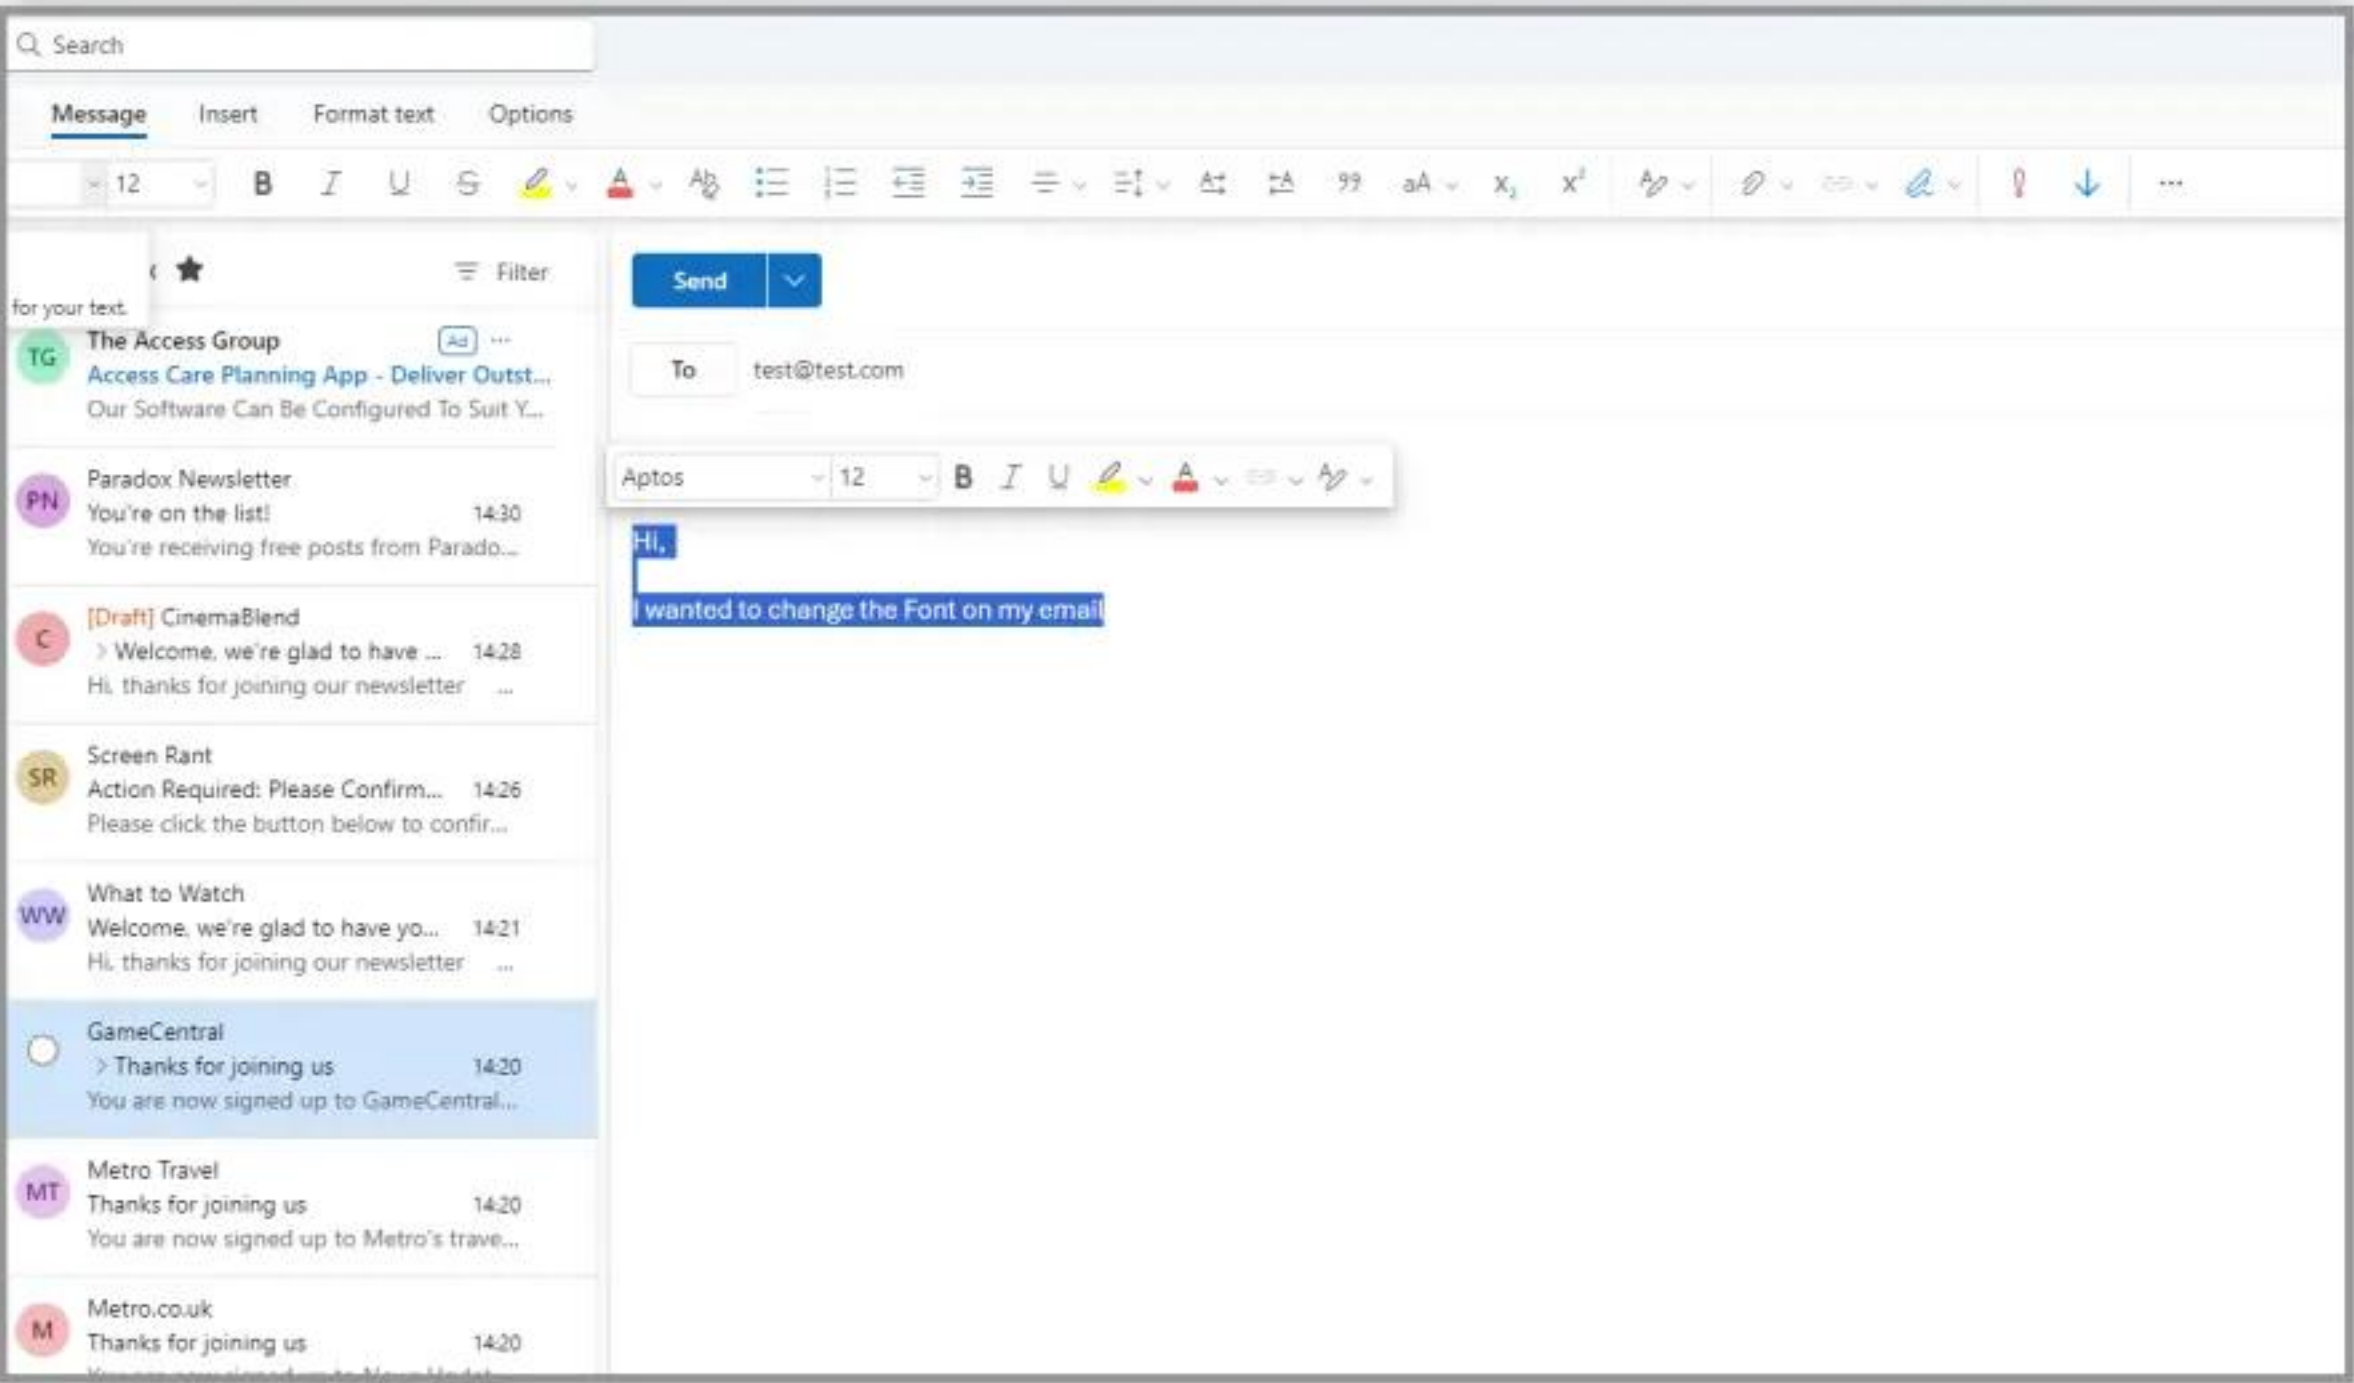 Search
Message Insert Format text Options
12 B I U S A Ab 99 aA x₂ x²
Filter
for your text.
TG The Access Group Ad ...
Access Care Planning App - Deliver Outst...
Our Software Can Be Configured To Suit Y...
PN Paradox Newsletter
You're on the list! 14:30
You're receiving free posts from Parado...
C [Draft] CinemaBlend
> Welcome, we're glad to have ... 14:28
Hi, thanks for joining our newsletter ...
SR Screen Rant
Action Required: Please Confirm... 14:26
Please click the button below to confir...
WW What to Watch
Welcome, we're glad to have yo... 14:21
Hi, thanks for joining our newsletter ...
GameCentral
> Thanks for joining us 14:20
You are now signed up to GameCentral...
MT Metro Travel
Thanks for joining us 14:20
You are now signed up to Metro's trave...
M Metro.co.uk
Thanks for joining us 14:20
Send
To test@test.com
Aptos 12 B I U A
Hi,
I wanted to change the Font on my email